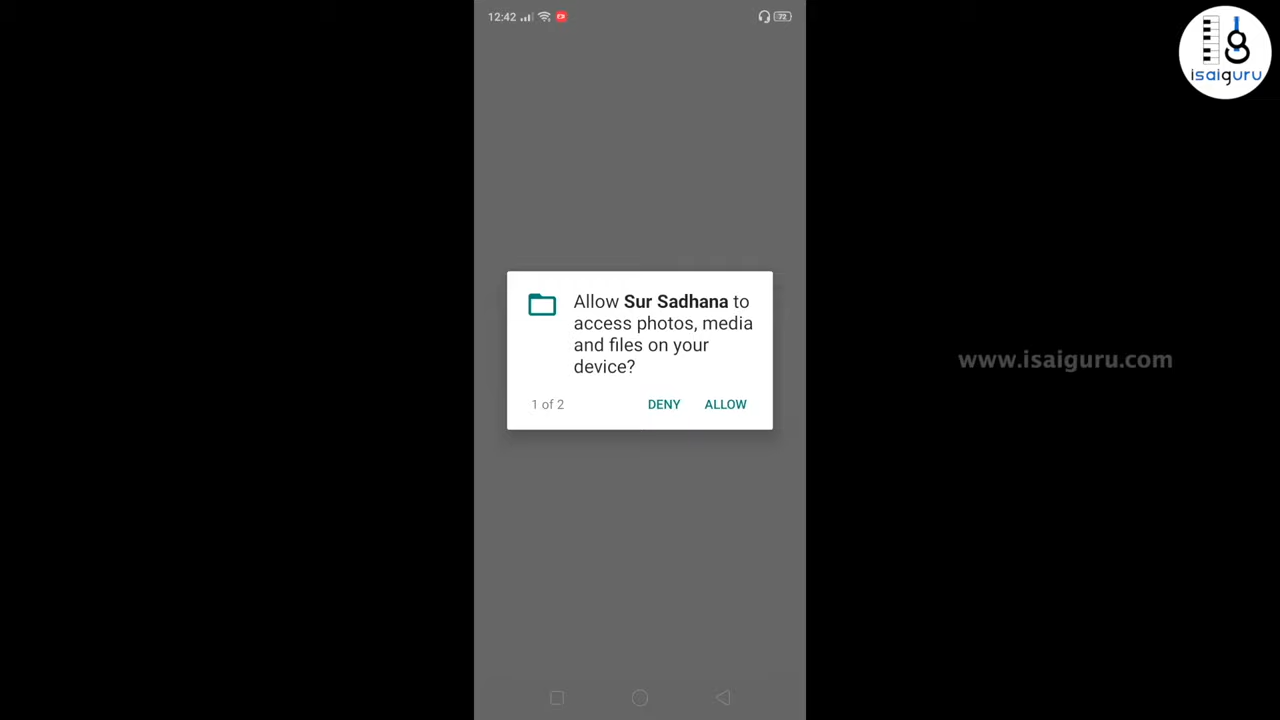 12:42
72
isaiguru
Allow Sur Sadhana to
access photos, media
and files on your
device?
www.isaiguru.com
1 of 2
DENY
ALLOW